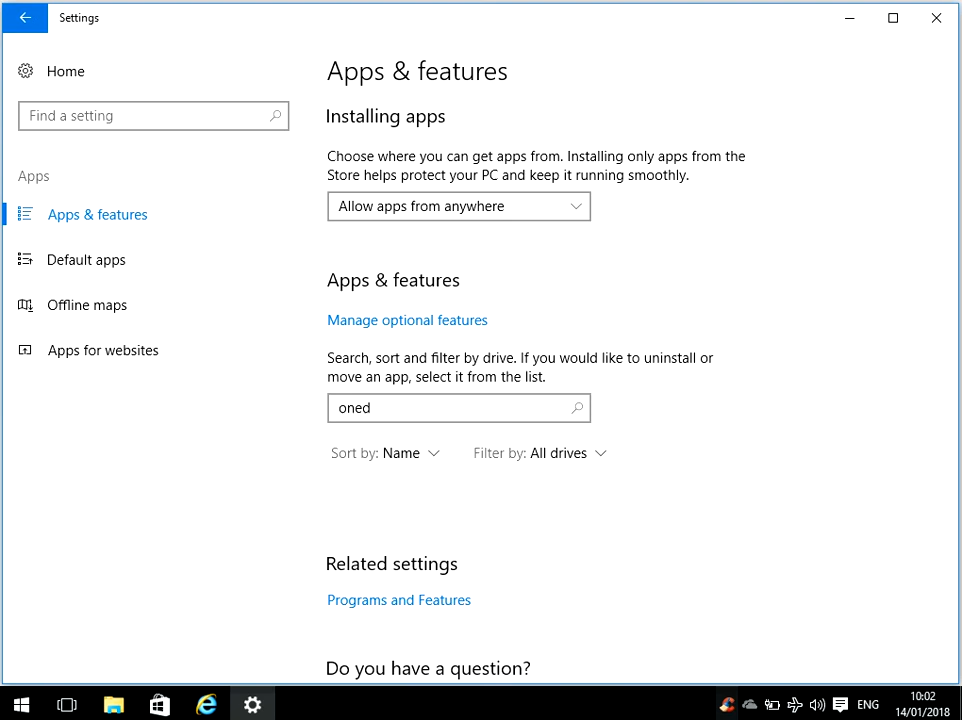 Settings
Home
Find a setting
Apps
Apps & features
Default apps
Offline maps
Apps for websites
Apps & features
Installing apps
Choose where you can get apps from. Installing only apps from the
Store helps protect your PC and keep it running smoothly.
Allow apps from anywhere
Apps & features
Manage optional features
Search, sort and filter by drive. If you would like to uninstall or
move an app, select it from the list.
oned
Sort by: Name Filter by: All drives
Related settings
Programs and Features
Do you have a question?
ENG
10:02
14/01/2018